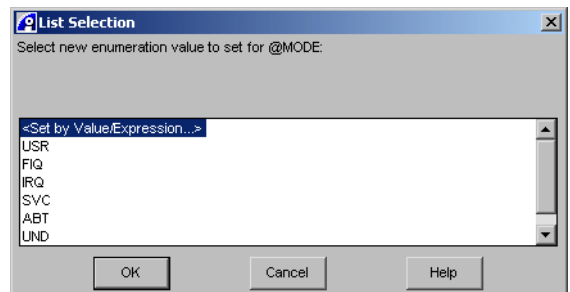 List Selection
Select new enumeration value to set for @MODE:
<Set by Value/Expression...>
USR
FIQ
IRQ
SVC
ABT
UND
OK Cancel Help